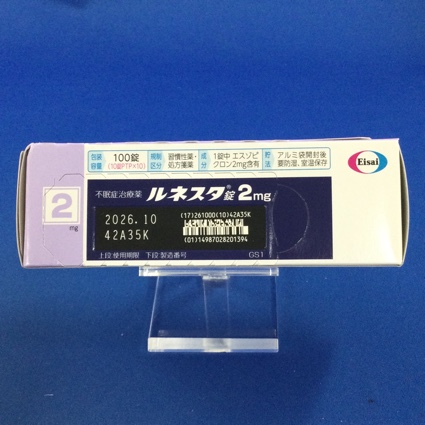 包装容量 100錠 (10錠PTP×10) 規制区分 習慣性薬・処方箋薬 成分 1錠中 エスゾピクロン2mg含有 貯法 アルミ袋開封後要防湿、室温保存
Eisai
2 mg
不眠症治療薬 ルネスタ®錠2mg
2026.10
42A35K
(17)261000(10)42A35K
(01)14987028201394
上段:使用期限 下段:製造番号 GS1